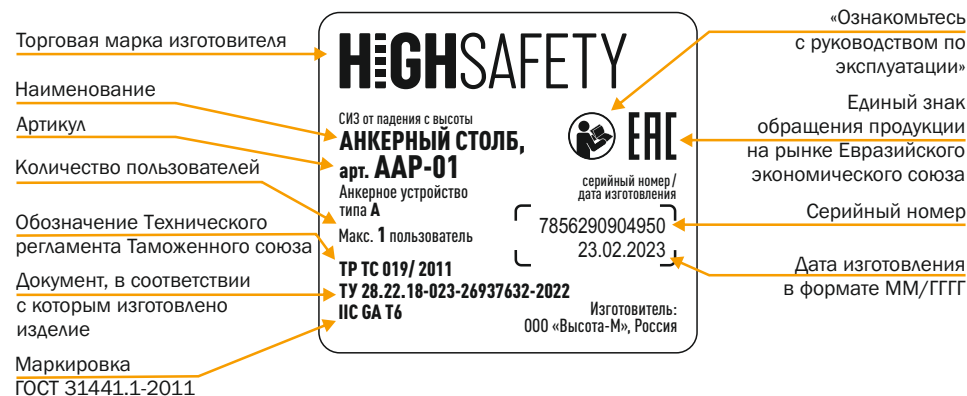 Торговая марка изготовителя
Наименование
Артикул
Количество пользователей
Обозначение Технического
регламента Таможенного союза
Документ, в соответствии
с которым изготовлено
изделие
Маркировка
ГОСТ 31441.1-2011
HIGHSAFETY
СИЗ от падения с высоты
АНКЕРНЫЙ СТОЛБ,
арт. AAP-01
Анкерное устройство
типа А
Макс. 1 пользователь
ТР ТС 019/ 2011
ТУ 28.22.18-023-26937632-2022
IIC GA T6
EAC
серийный номер/
дата изготовления
7856290904950
23.02.2023
Изготовитель:
ООО «Высота-М», Россия
«Ознакомьтесь
с руководством по
эксплуатации»
Единый знак
обращения продукции
на рынке Евразийского
экономического союза
Серийный номер
Дата изготовления
в формате ММ/ГГГГ